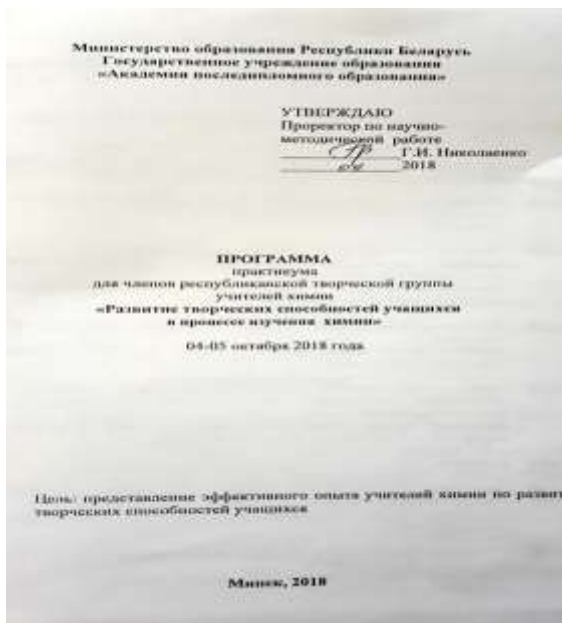 Министерство образования Республики Беларусь
Государственное учреждение образования
«Академия последипломного образования»
УТВЕРЖДАЮ
Проректор по научно-
методической работе
Г.И. Николаенко
2018
ПРОГРАММА
практикума
для членов республиканской творческой группы
учителей химии
«Развитие творческих способностей учащихся
в процессе изучения химии»
04-05 октября 2018 года
Цель: представление эффективного опыта учителей химии по развит
творческих способностей учащихся
Минск, 2018